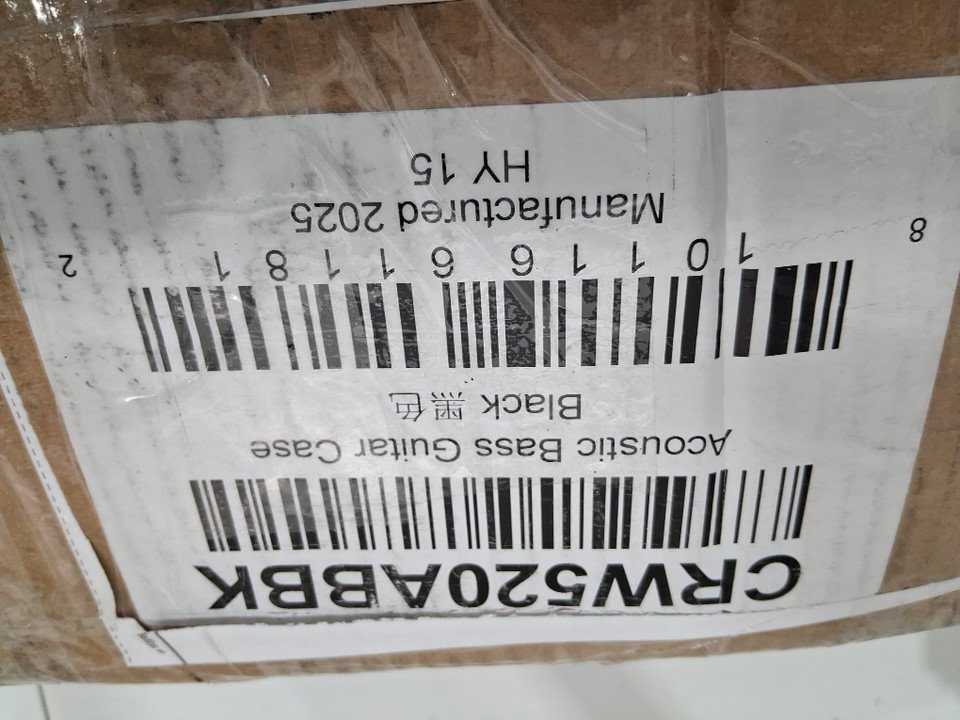 CRW520ABBK
Acoustic Bass Guitar Case
Black 黑色
8 10116 61181 2
Manufactured 2025
HY 15